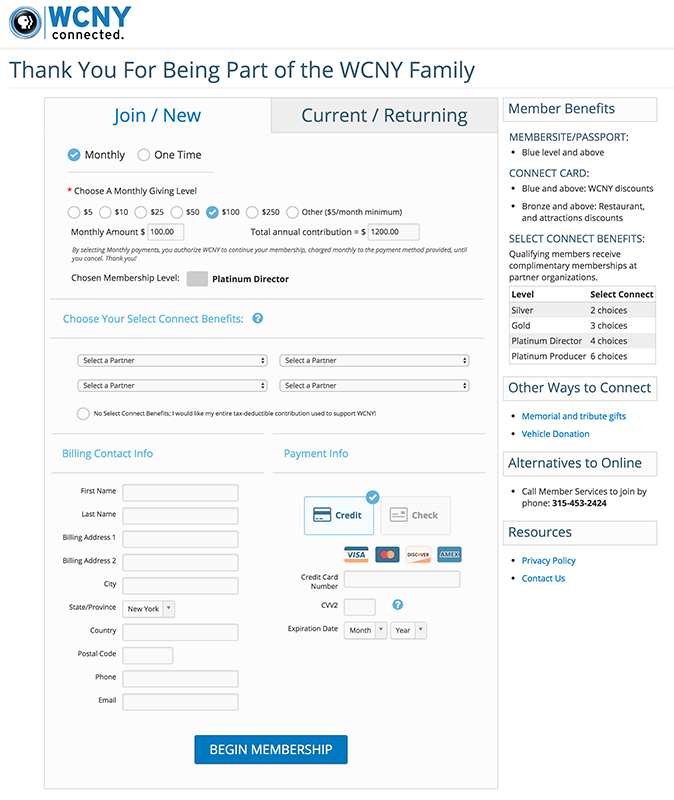 WCNY
connected.
Thank You For Being Part of the WCNY Family
Join / New
Current / Returning
Monthly
One Time
* Choose A Monthly Giving Level
$5
$10
$25
$50
$100
$250
Other ($5/month minimum)
Monthly Amount $ 100.00
Total annual contribution = $ 1200.00
By selecting Monthly payments, you authorize WCNY to continue your membership, charged monthly to the payment method provided, until
you cancel. Thank you!
Chosen Membership Level:
Platinum Director
Choose Your Select Connect Benefits: ?
Select a Partner
Select a Partner
Select a Partner
Select a Partner
No Select Connect Benefits; I would like my entire tax-deductible contribution used to support WCNY!
Billing Contact Info
First Name
Last Name
Billing Address 1
Billing Address 2
City
State/Province New York
Country
Postal Code
Phone
Email
Payment Info
Credit
Check
VISA
DISCOVER
AMEX
Credit Card
Number
CVV2
?
Expiration Date Month Year
BEGIN MEMBERSHIP
Member Benefits
MEMBERSITE/PASSPORT:
• Blue level and above
CONNECT CARD:
• Blue and above: WCNY discounts
• Bronze and above: Restaurant,
and attractions discounts
SELECT CONNECT BENEFITS:
Qualifying members receive
complimentary memberships at
partner organizations.
Level Select Connect
Silver 2 choices
Gold 3 choices
Platinum Director 4 choices
Platinum Producer 6 choices
Other Ways to Connect
• Memorial and tribute gifts
• Vehicle Donation
Alternatives to Online
• Call Member Services to join by
phone: 315-453-2424
Resources
• Privacy Policy
• Contact Us